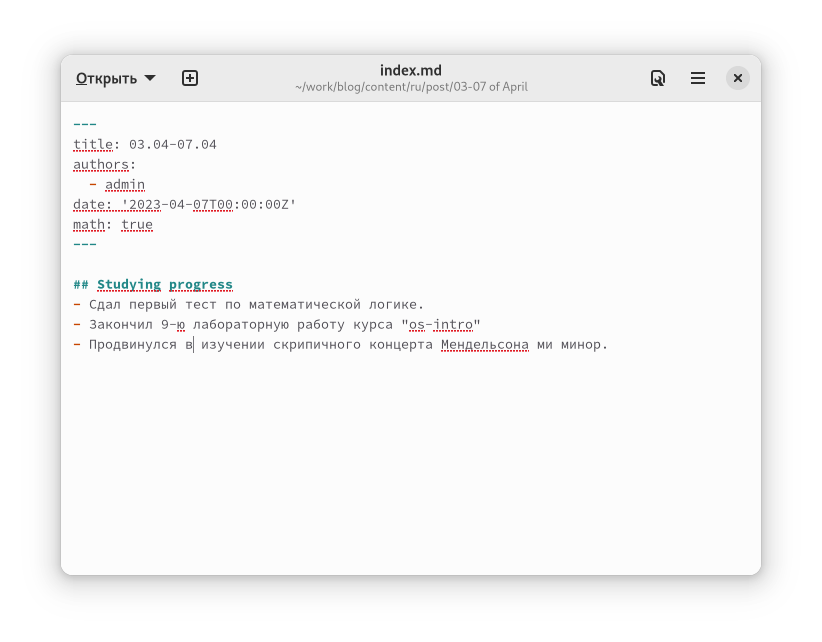 Открыть
index.md
~/work/blog/content/ru/post/03-07 of April
---
title: 03.04-07.04
authors:
  - admin
date: '2023-04-07T00:00:00Z'
math: true
---
## Studying progress
- Сдал первый тест по математической логике.
- Закончил 9-ю лабораторную работу курса "os-intro"
- Продвинулся в изучении скрипичного концерта Мендельсона ми минор.